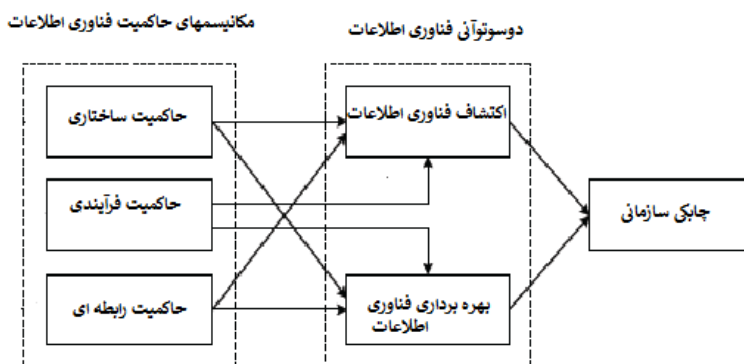 مکانیسمهای حاکمیت فناوری اطلاعات
دوسوتوآنی فناوری اطلاعات
حاکمیت ساختاری
حاکمیت فرآیندی
حاکمیت رابطه ای
اکتشاف فناوری اطلاعات
بهره برداری فناوری
اطلاعات
چابکی سازمانی